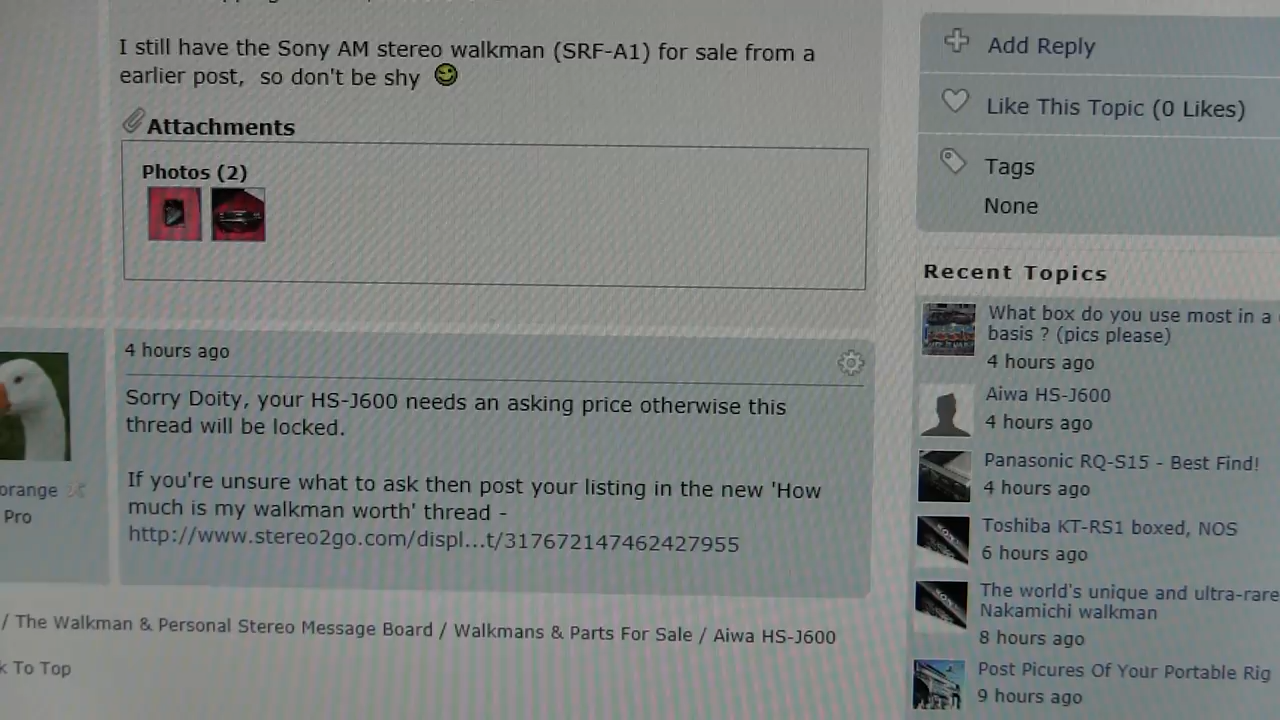 I still have the Sony AM stereo walkman (SRF-A1) for sale from a
earlier post, so don't be shy
Attachments
Photos (2)
4 hours ago
Sorry Doity, your HS-J600 needs an asking price otherwise this
thread will be locked.
If you're unsure what to ask then post your listing in the new 'How
much is my walkman worth' thread -
http://www.stereo2go.com/displ...t/317672147462427955
orange
Pro
/ The Walkman & Personal Stereo Message Board / Walkmans & Parts For Sale / Aiwa HS-J600
k To Top
Add Reply
Like This Topic (0 Likes)
Tags
None
Recent Topics
What box do you use most in a
basis ? (pics please)
4 hours ago
Aiwa HS-J600
4 hours ago
Panasonic RQ-S15 - Best Find!
4 hours ago
Toshiba KT-RS1 boxed, NOS
6 hours ago
The world's unique and ultra-rare
Nakamichi walkman
8 hours ago
Post Picures Of Your Portable Rig
9 hours ago